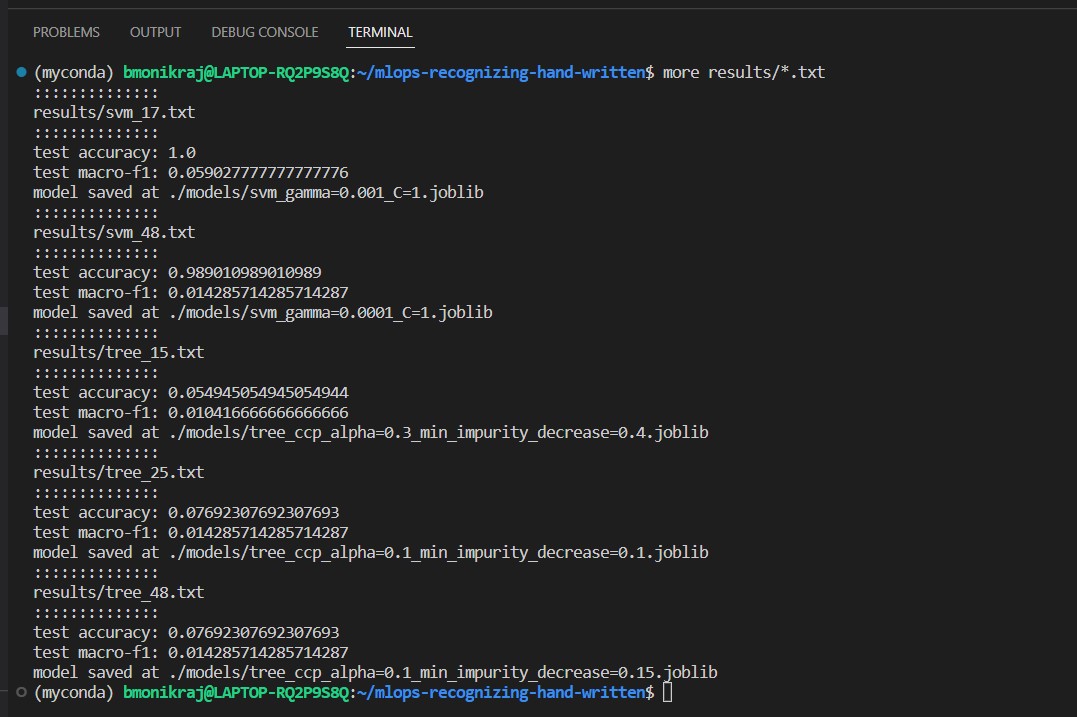 PROBLEMS OUTPUT DEBUG CONSOLE TERMINAL
(myconda) bmonikraj@LAPTOP-RQ2P9S8Q:~/mlops-recognizing-hand-written$ more results/*.txt
::::::::::::::
results/svm_17.txt
::::::::::::::
test accuracy: 1.0
test macro-f1: 0.059027777777777776
model saved at ./models/svm_gamma=0.001_C=1.joblib
::::::::::::::
results/svm_48.txt
::::::::::::::
test accuracy: 0.989010989010989
test macro-f1: 0.014285714285714287
model saved at ./models/svm_gamma=0.0001_C=1.joblib
::::::::::::::
results/tree_15.txt
::::::::::::::
test accuracy: 0.054945054945054944
test macro-f1: 0.010416666666666666
model saved at ./models/tree_ccp_alpha=0.3_min_impurity_decrease=0.4.joblib
::::::::::::::
results/tree_25.txt
::::::::::::::
test accuracy: 0.07692307692307693
test macro-f1: 0.014285714285714287
model saved at ./models/tree_ccp_alpha=0.1_min_impurity_decrease=0.1.joblib
::::::::::::::
results/tree_48.txt
::::::::::::::
test accuracy: 0.07692307692307693
test macro-f1: 0.014285714285714287
model saved at ./models/tree_ccp_alpha=0.1_min_impurity_decrease=0.15.joblib
(myconda) bmonikraj@LAPTOP-RQ2P9S8Q:~/mlops-recognizing-hand-written$